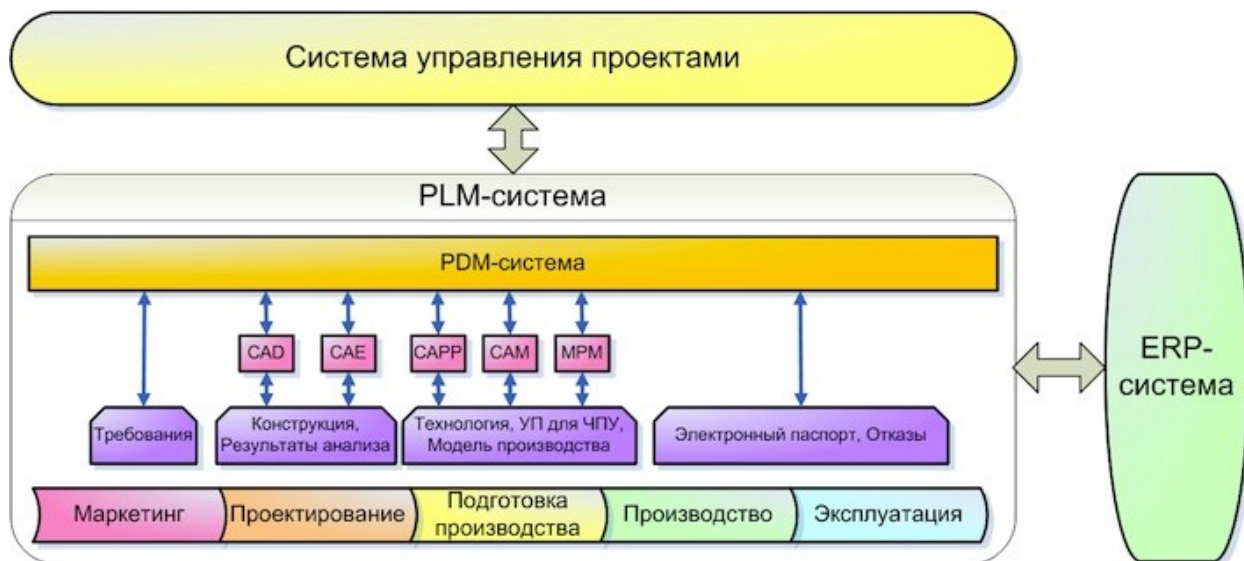 Система управления проектами
PLM-система
PDM-система
CAD
CAE
CAPP
CAM
MPM
ERP-
система
Требования
Конструкция,
Результаты анализа
Технология, УП для ЧПУ,
Модель производства
Электронный паспорт, Отказы
Маркетинг
Проектирование
Подготовка
производства
Производство
Эксплуатация